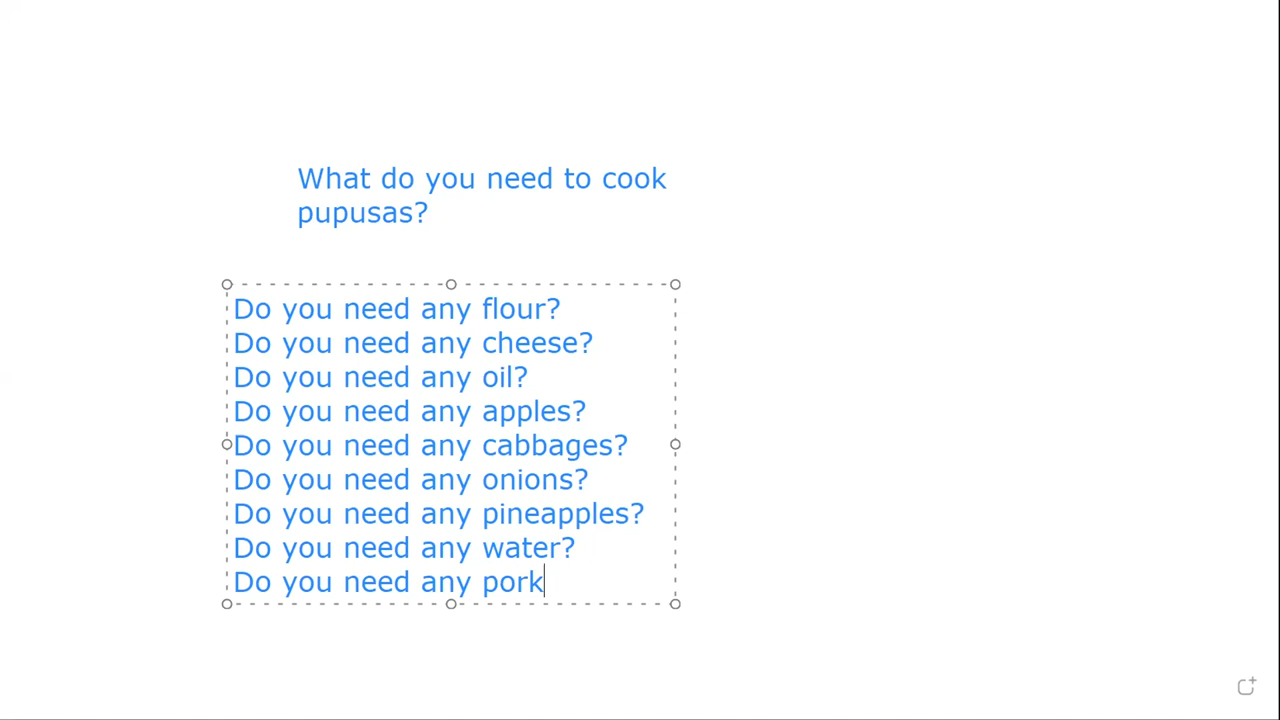 What do you need to cook
pupusas?
Do you need any flour?
Do you need any cheese?
Do you need any oil?
Do you need any apples?
Do you need any cabbages?
Do you need any onions?
Do you need any pineapples?
Do you need any water?
Do you need any pork